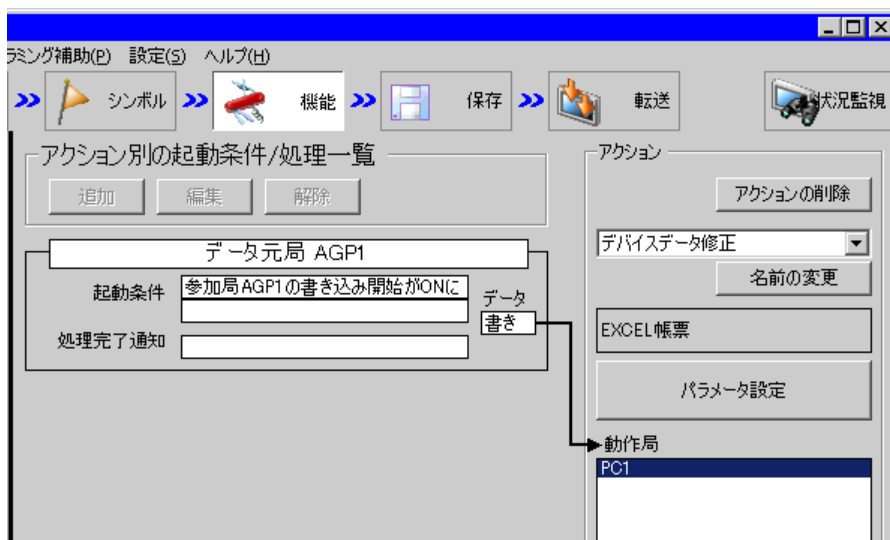 ラミング補助(P) 設定(S) ヘルプ(H)
シンボル 機能 保存 転送 状況監視
アクション別の起動条件/処理一覧
追加 編集 解除
データ元局 AGP1
起動条件 参加局AGP1の書き込み開始がONに
データ
書き
処理完了通知
アクション
アクションの削除
デバイスデータ修正
名前の変更
EXCEL帳票
パラメータ設定
動作局
PC1